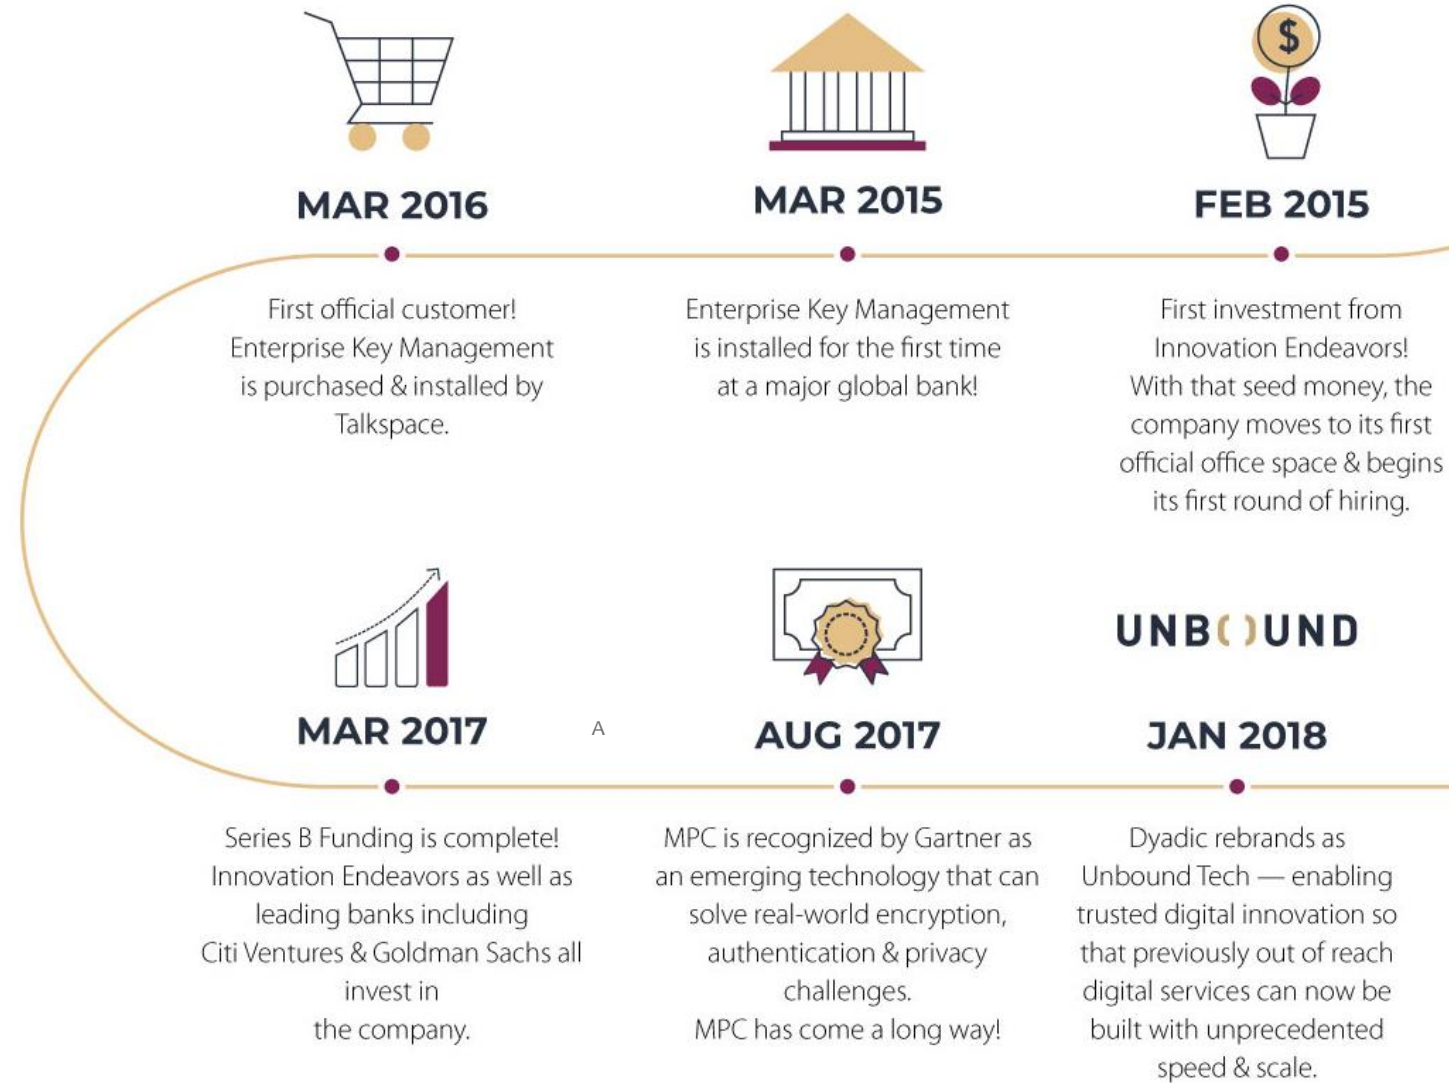 $
MAR 2016
First official customer!
Enterprise Key Management
is purchased & installed by
Talkspace.
MAR 2015
Enterprise Key Management
is installed for the first time
at a major global bank!
FEB 2015
First investment from
Innovation Endeavors!
With that seed money, the
company moves to its first
official office space & begins
its first round of hiring.
MAR 2017
Series B Funding is complete!
Innovation Endeavors as well as
leading banks including
Citi Ventures & Goldman Sachs all
invest in
the company.
A
AUG 2017
MPC is recognized by Gartner as
an emerging technology that can
solve real-world encryption,
authentication & privacy
challenges.
MPC has come a long way!
UNBOUND
JAN 2018
Dyadic rebrands as
Unbound Tech — enabling
trusted digital innovation so
that previously out of reach
digital services can now be
built with unprecedented
speed & scale.